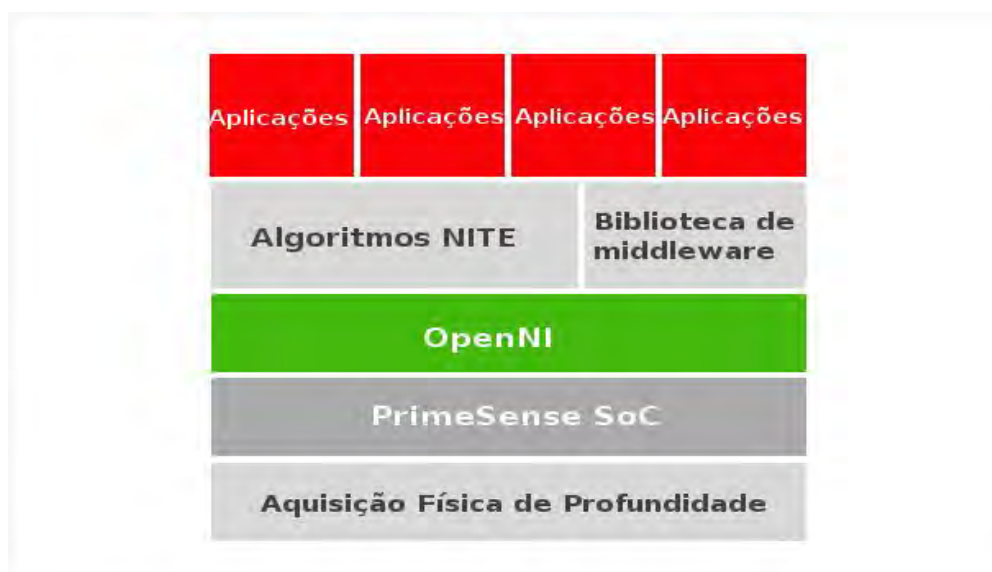 Aplicações Aplicações Aplicações Aplicações
Algoritmos NITE
Biblioteca de
middleware
OpenNI
PrimeSense SoC
Aquisição Física de Profundidade